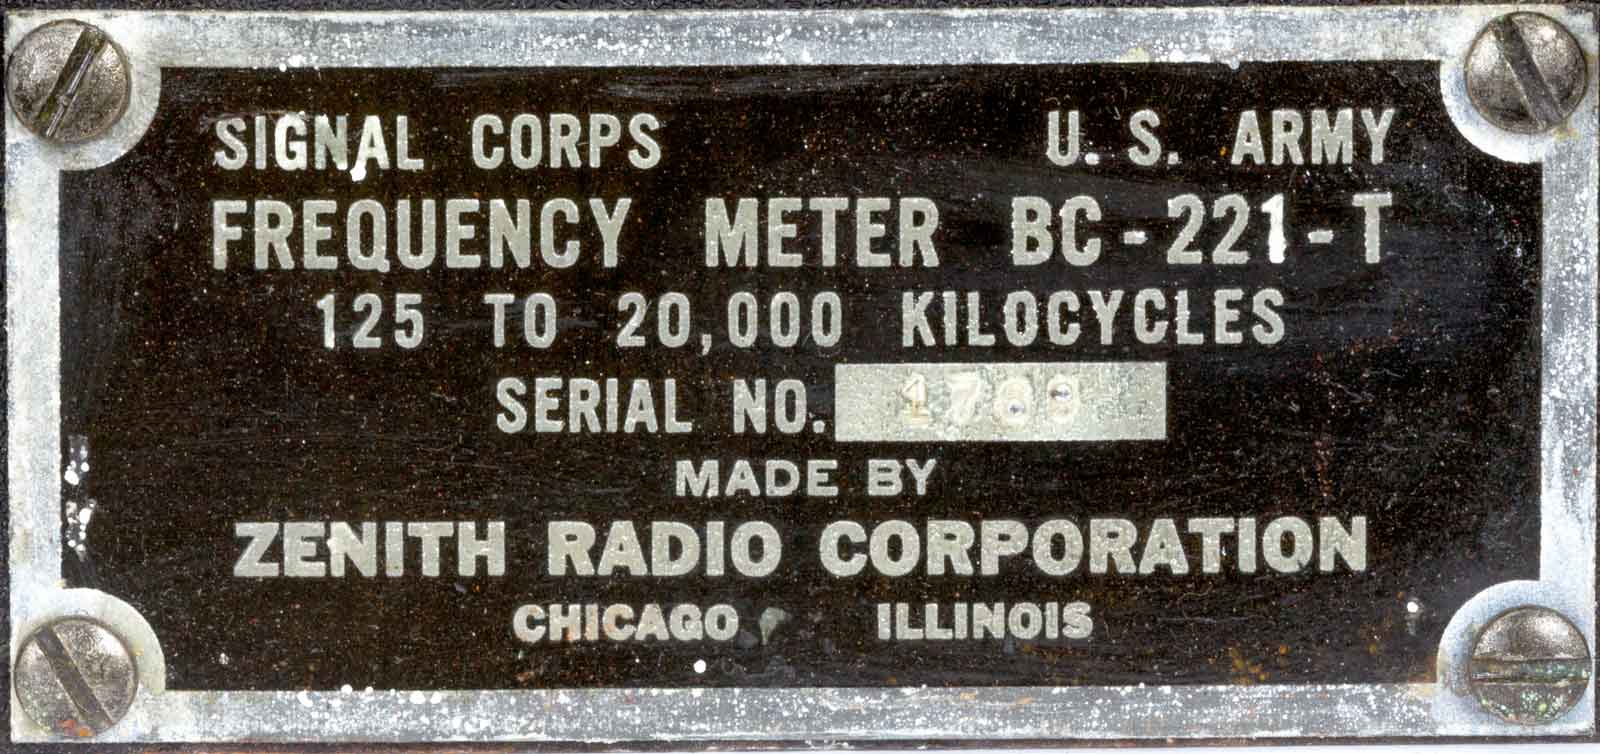 SIGNAL CORPS U. S. ARMY
FREQUENCY METER BC-221-T
125 TO 20,000 KILOCYCLES
SERIAL NO.
MADE BY
ZENITH RADIO CORPORATION
CHICAGO ILLINOIS